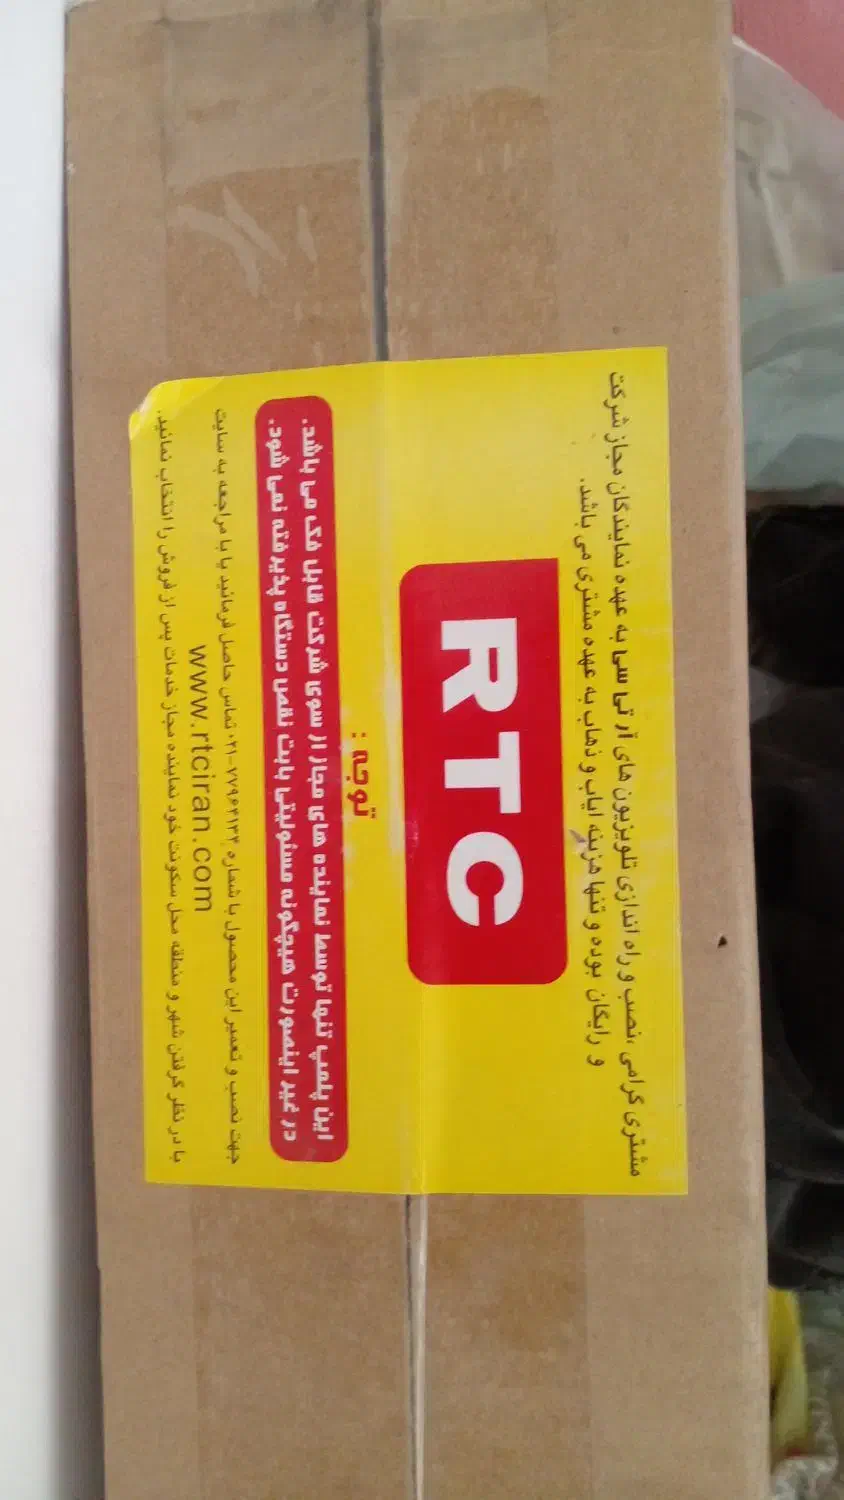 مشتری گرامی ،نصب و راه اندازی تلویزیون های آر تی سی به عهده نمایندگان مجاز شرکت
و رایگان بوده و تنها هزینه ایاب و ذهاب به عهده مشتری می باشد.
RTC
توجه :
این پلمپ تنها توسط نماینده های مجاز از سوی شرکت قابل فک می باشد.
در غیر اینصورت هیچگونه مسئولیتی بابت نقص دستگاه پذیرفته نمی شود.
جهت نصب و تعمیر این محصول با شماره ۰۲۱-۷۷۹۶۴۱۳۴ تماس حاصل فرمائید یا با مراجعه به سایت
www.rtciran.com
با در نظر گرفتن شهر و منطقه محل سکونت خود نماینده مجاز خدمات پس از فروش را انتخاب نمائید.